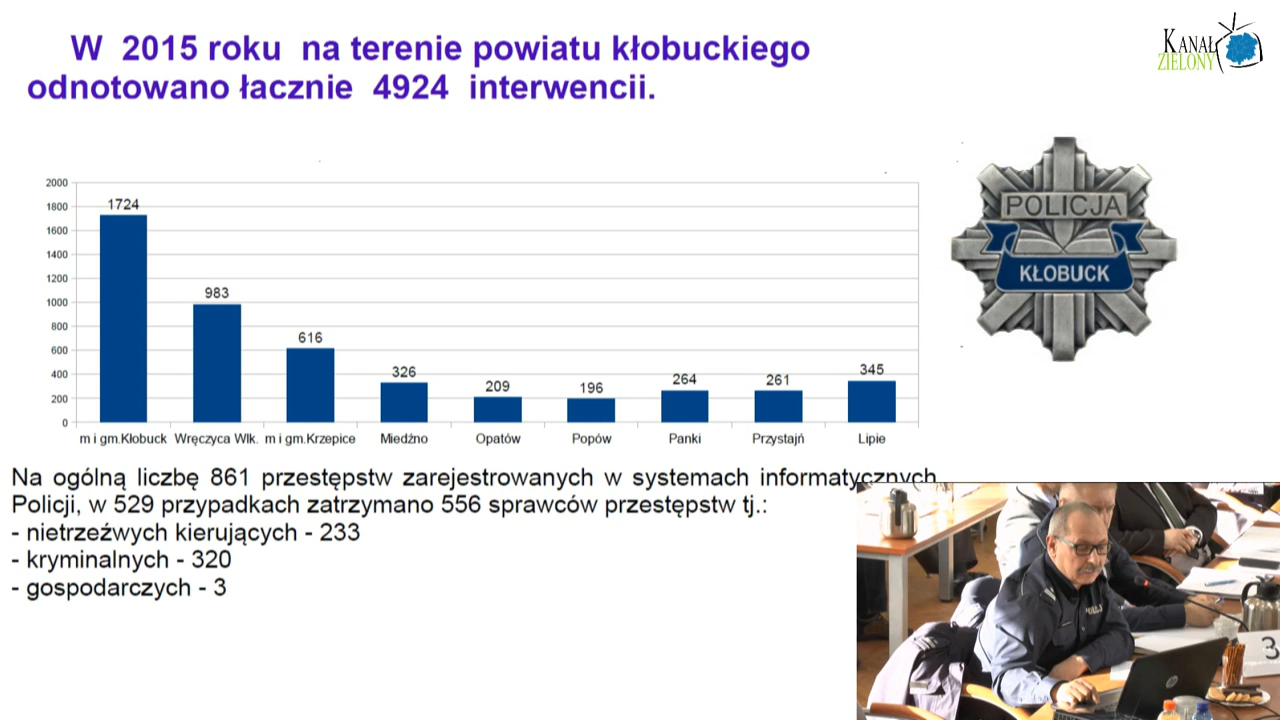 W 2015 roku na terenie powiatu kłobuckiego
odnotowano łacznie 4924 interwencii.
KANAŁ
ZIELONY
POLICJA
KŁOBUCK
2000
1800
1600
1400
1200
1000
800
600
400
200
0
1724
983
616
326
209
196
264
261
345
m i gm.Kłobuck Wręczyca Wlk. m i gm.Krzepice Miedźno Opatów Popów Panki Przystajń Lipie
Na ogólną liczbę 861 przestępstw zarejestrowanych w systemach informatycznych
Policji, w 529 przypadkach zatrzymano 556 sprawców przestępstw tj.:
- nietrzeźwych kierujących - 233
- kryminalnych - 320
- gospodarczych - 3
3